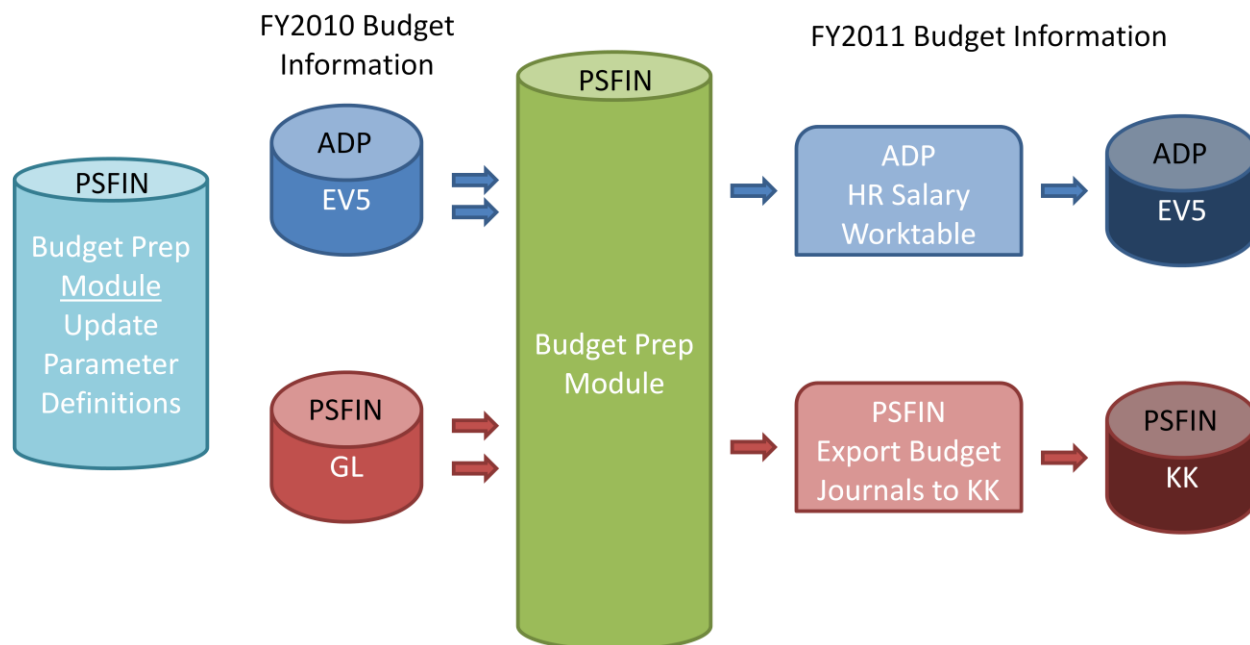 FY2010 Budget
Information
FY2011 Budget Information
PSFIN
Budget Prep
Module
Update
Parameter
Definitions
ADP
EV5
PSFIN
GL
PSFIN
Budget Prep
Module
ADP
HR Salary
Worktable
ADP
EV5
PSFIN
Export Budget
Journals to KK
PSFIN
KK